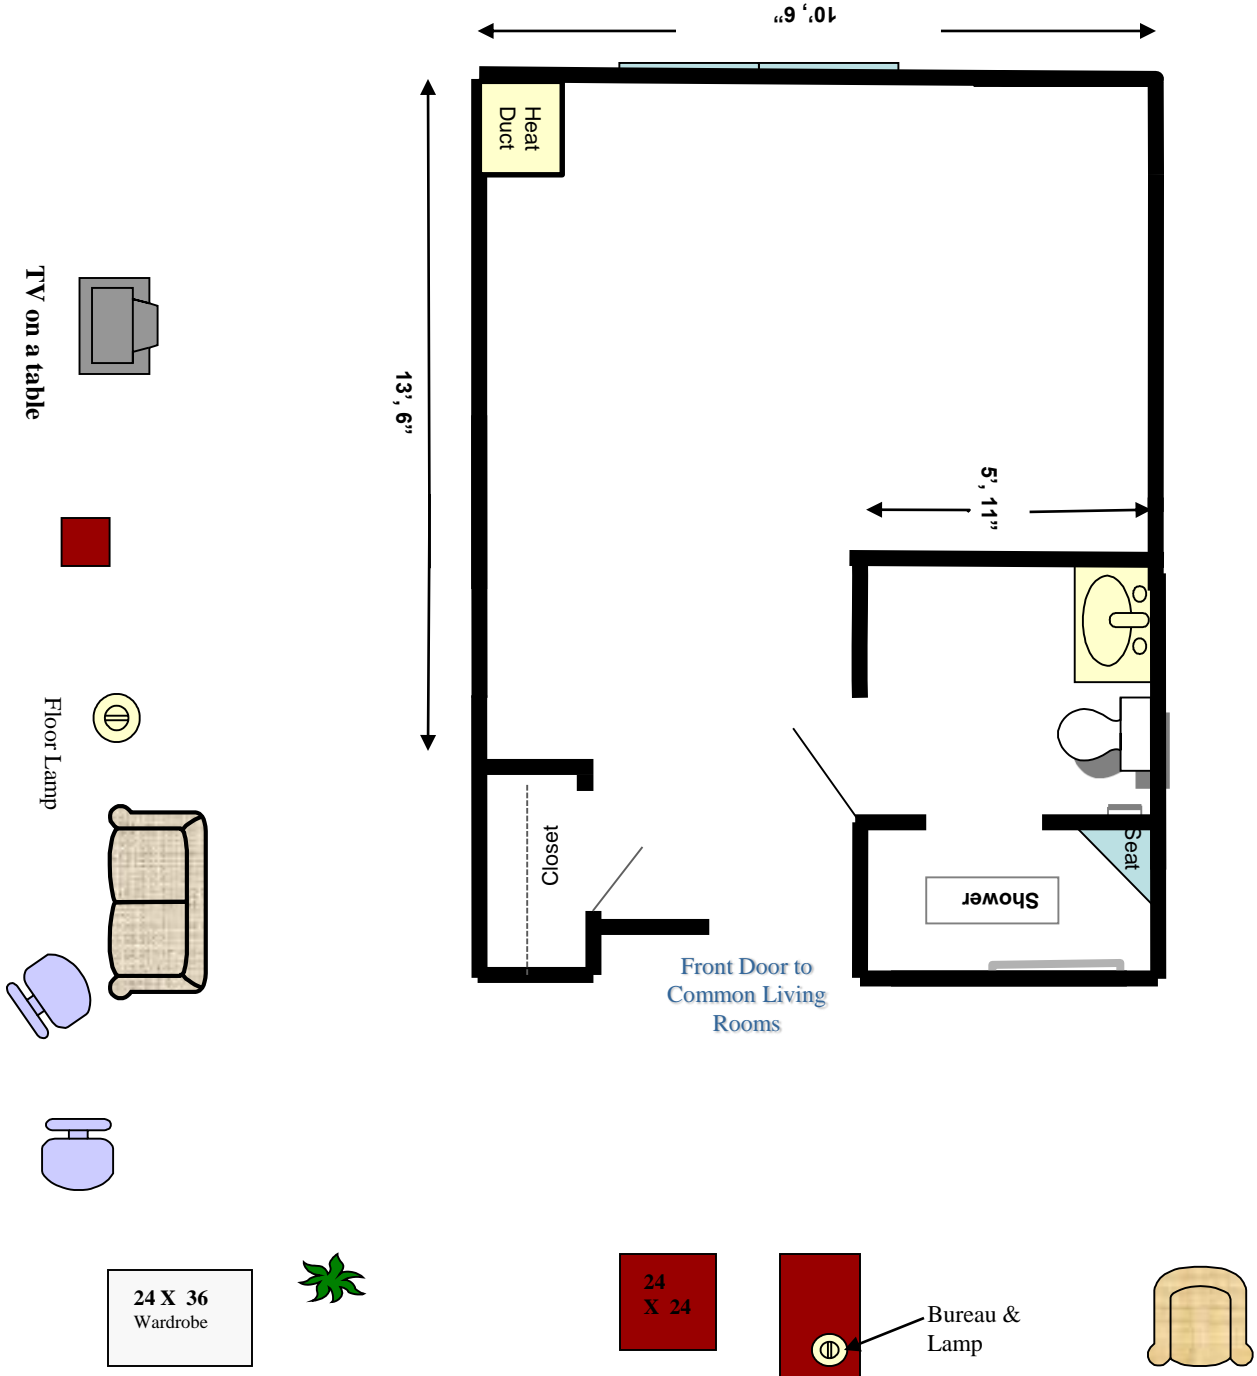 10', 6"
Heat
Duct
TV on a table
13', 6”
5', 11”
Floor Lamp
Closet
Seat
Shower
Front Door to
Common Living
Rooms
24 X 36
Wardrobe
24
X 24
Bureau &
Lamp